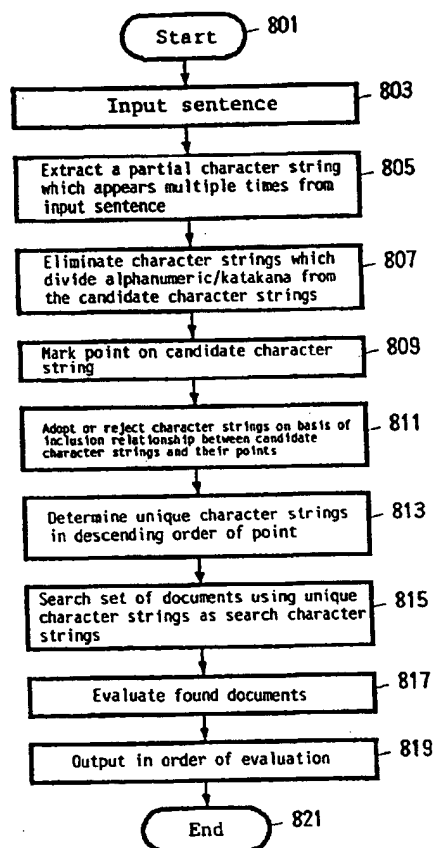 Start
801
Input sentence
803
Extract a partial character string
which appears multiple times from
input sentence
805
Eliminate character strings which
divide alphanumeric/katakana from
the candidate character strings
807
Mark point on candidate character
string
809
Adopt or reject character strings on basis of
inclusion relationship between candidate
character strings and their points
811
Determine unique character strings
in descending order of point
813
Search set of documents using unique
character strings as search character
strings
815
Evaluate found documents
817
Output in order of evaluation
819
End
821